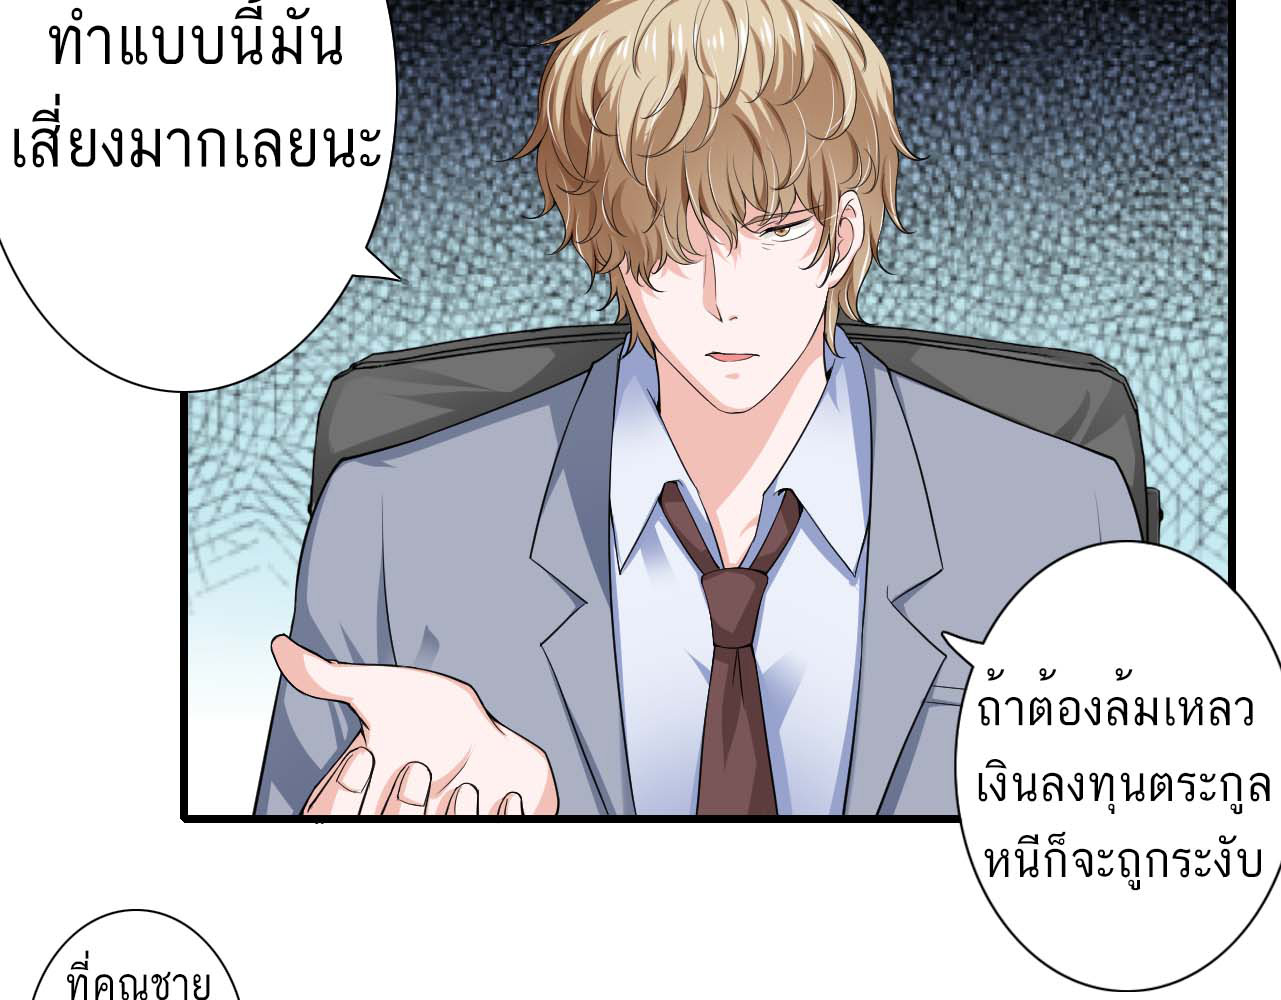 ทำแบบนี้มัน
เสี่ยงมากเลยนะ
ถ้าต้องล้มเหลว
เงินลงทุนตระกูล
หนีก็จะถูกระงับ
ที่คุณชาย